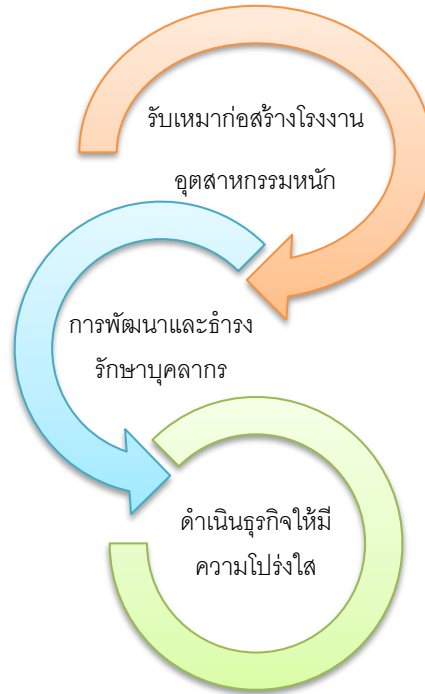 รับเหมาก่อสร้างโรงงาน
อุตสาหกรรมหนัก
การพัฒนาและธำรง
รักษาบุคลากร
ดำเนินธุรกิจให้มี
ความโปร่งใส